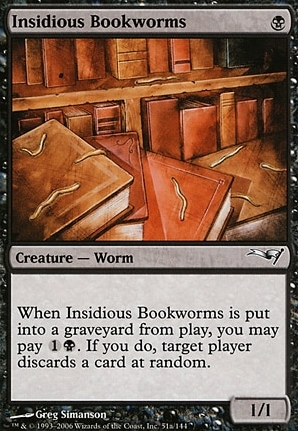 Insidious Bookworms
Creature — Worm
When Insidious Bookworms is put
into a graveyard from play, you may
pay 1. If you do, target player
discards a card at random.
Greg Simanson
1/1
™ & © 1993–2006 Wizards of the Coast, Inc. 51a/144